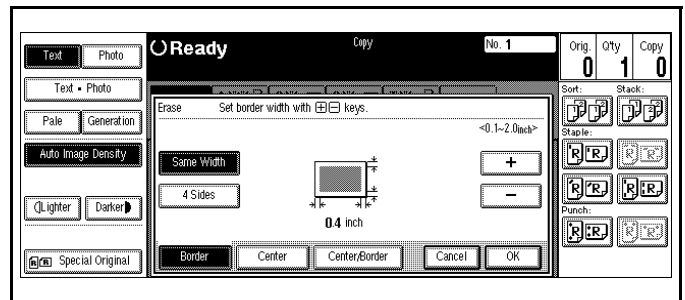 Text
Photo
Text • Photo
Pale
Generation
Auto Image Density
Lighter
Darker
Special Original
Ready
Copy
No. 1
Orig.
Q'ty
Copy
0
1
0
Erase
Set border width with + − keys.
<0.1~2.0inch>
Same Width
4 Sides
+
−
0.4 inch
Border
Center
Center/Border
Cancel
OK
Sort:
Stack:
Staple:
Punch: